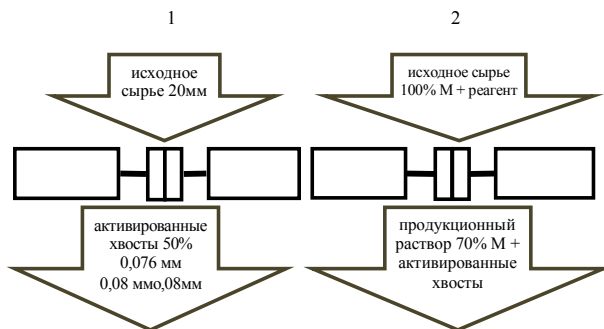 1
2
исходное
сырье 20мм
исходное сырье
100% М + реагент
активированные
хвосты 50%
0,076 мм
0,08 ммо,08мм
продукционный
раствор 70% М +
активированные
хвосты